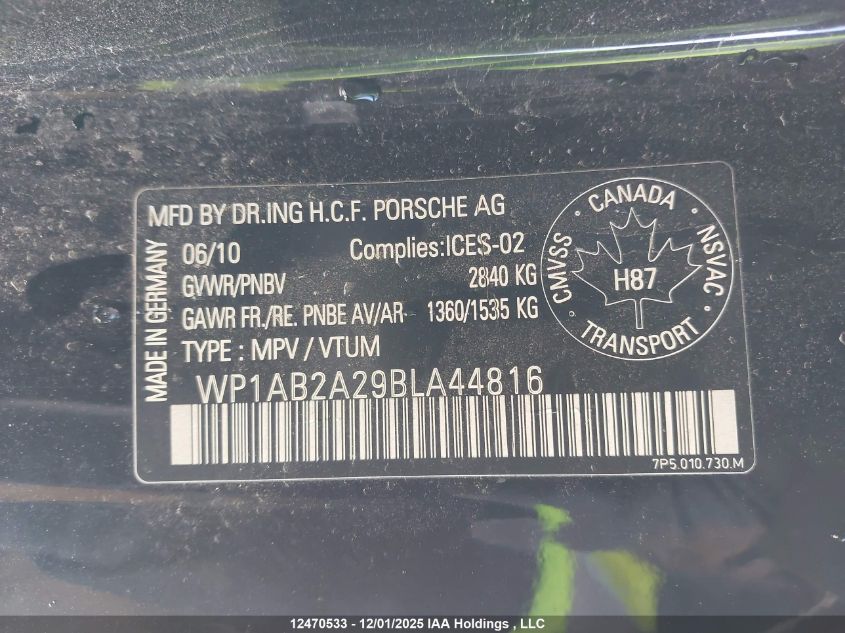 MFD BY DR.ING H.C.F. PORSCHE AG
06/10 Complies:ICES-02
GVWR/PNBV 2840 KG
GAWR FR./RE. PNBE AV/AR 1360/1535 KG
TYPE : MPV / VTUM
WP1AB2A29BLA44816
7P5.010.730.M
MADE IN GERMANY
CANADA
CMVSS
NSVAC
H87
TRANSPORT
12470533 - 12/01/2025 IAA Holdings , LLC